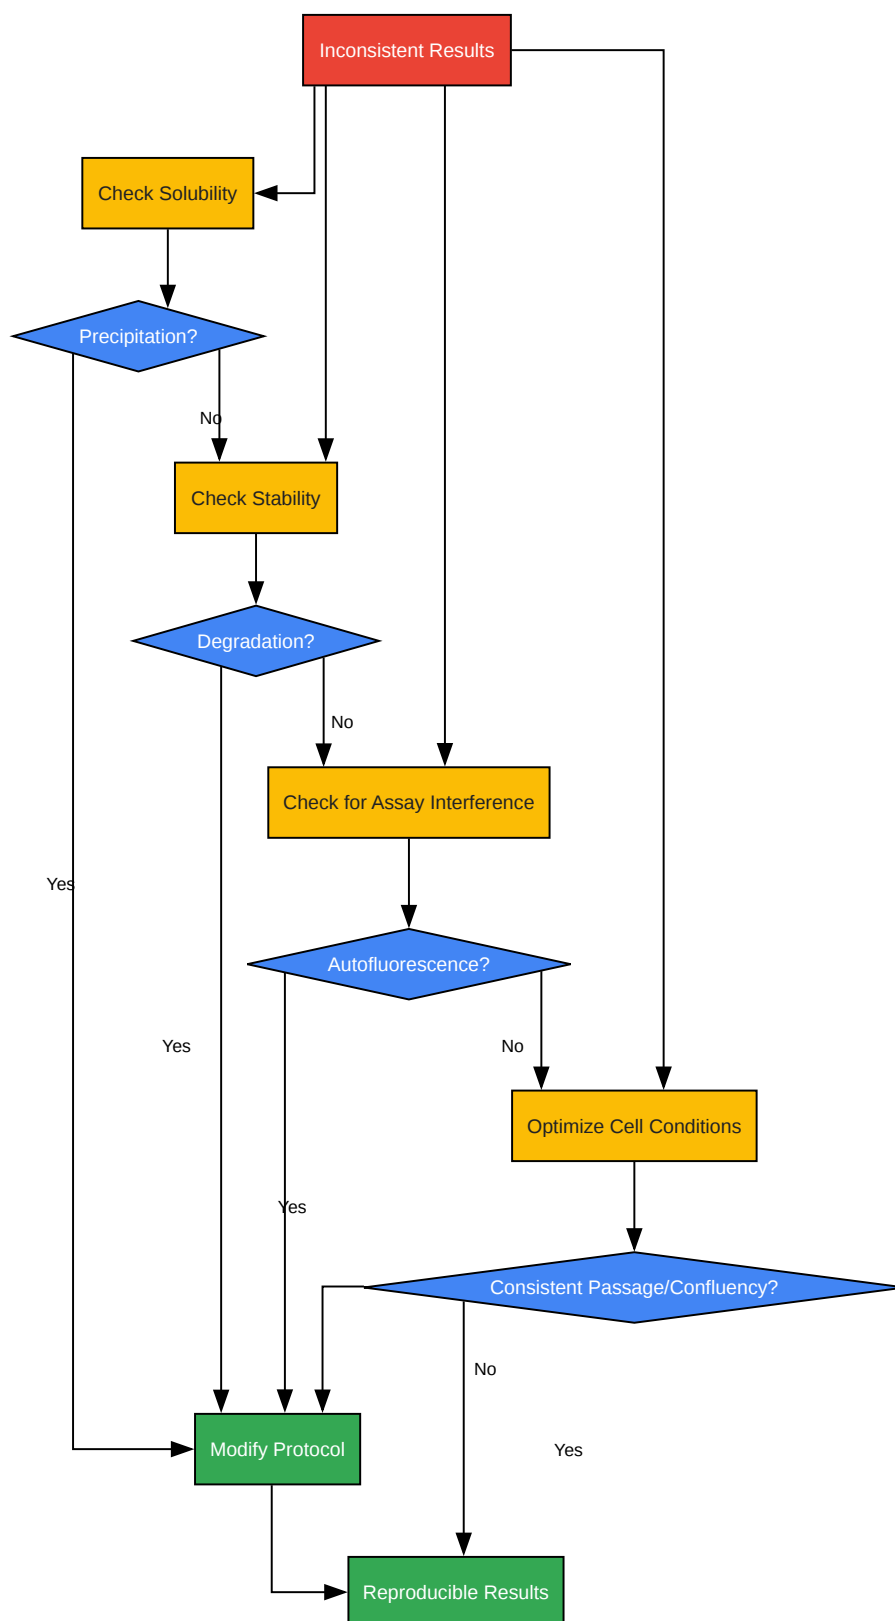 Inconsistent Results
Check Solubility
Precipitation?
No
Check Stability
Degradation?
No
Check for Assay Interference
Yes
Autofluorescence?
Yes
No
Optimize Cell Conditions
Yes
Consistent Passage/Confluency?
No
Modify Protocol
Yes
Reproducible Results